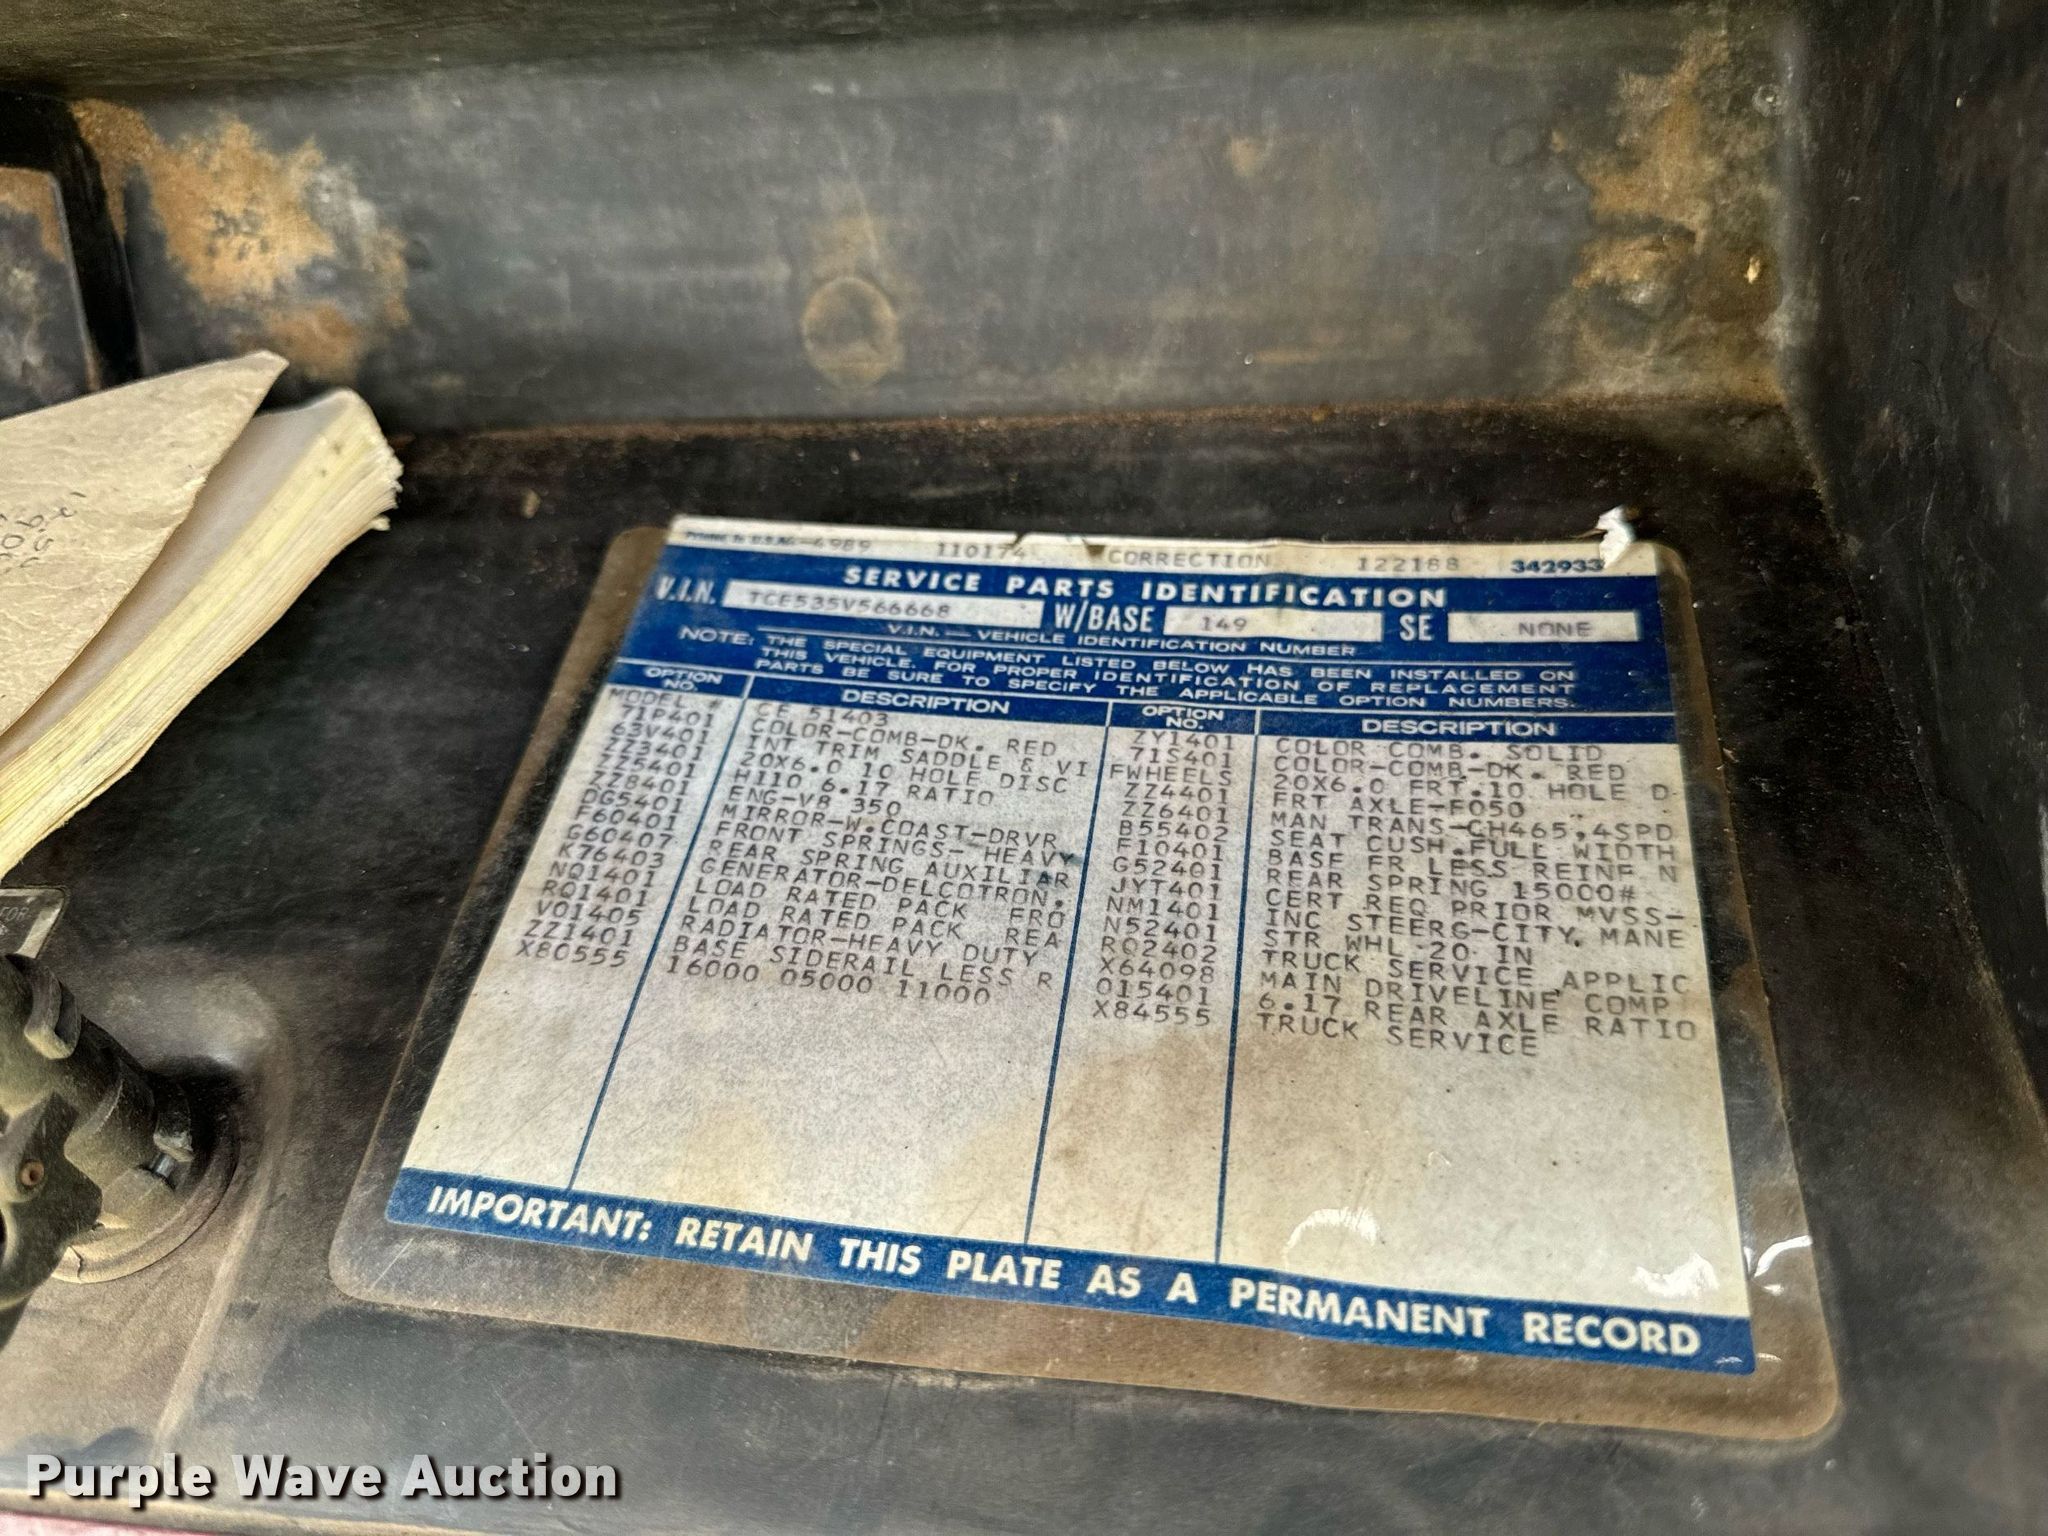 4989 110174 CORRECTION 122188 342933
SERVICE PARTS IDENTIFICATION
V.I.N. TCE535V566668 W/BASE 149 SE NONE
V.I.N. — VEHICLE IDENTIFICATION NUMBER
NOTE: THE SPECIAL EQUIPMENT LISTED BELOW HAS BEEN INSTALLED ON
THIS VEHICLE. FOR PROPER IDENTIFICATION OF REPLACEMENT
PARTS BE SURE TO SPECIFY THE APPLICABLE OPTION NUMBERS.
OPTION NO. DESCRIPTION
MODEL # CE 51403
71P401 COLOR-COMB-DK. RED
63V401 INT TRIM SADDLE & VI
ZZ3401 20X6.0 10 HOLE DISC
ZZ5401 H110 6.17 RATIO
ZZ8401 ENG-V8 350
DG5401 MIRROR-W.COAST-DRVR
F60401 FRONT SPRINGS- HEAVY
G60407 REAR SPRING AUXILIAR
K76403 GENERATOR-DELCOTRON.
NQ1401 LOAD RATED PACK FRO
RQ1401 LOAD RATED PACK REA
V01405 RADIATOR-HEAVY DUTY
ZZ1401 BASE SIDERAIL LESS R
X80555 16000 05000 11000
OPTION NO. DESCRIPTION
ZY1401 COLOR COMB. SOLID
71S401 COLOR-COMB-DK. RED
FWHEELS 20X6.0 FRT.10 HOLE D
ZZ4401 FRT AXLE-F050
ZZ6401 MAN TRANS-CH465,4SPD
B55402 SEAT CUSH.FULL WIDTH
F10401 BASE FR LESS REINF N
G52401 REAR SPRING 15000#
JYT401 CERT REQ PRIOR MVSS-
NM1401 INC STEERG-CITY, MANE
N52401 STR WHL 20 IN
RQ2402 TRUCK SERVICE APPLIC
X64098 MAIN DRIVELINE COMP
015401 6.17 REAR AXLE RATIO
X84555 TRUCK SERVICE
IMPORTANT: RETAIN THIS PLATE AS A PERMANENT RECORD
Purple Wave Auction